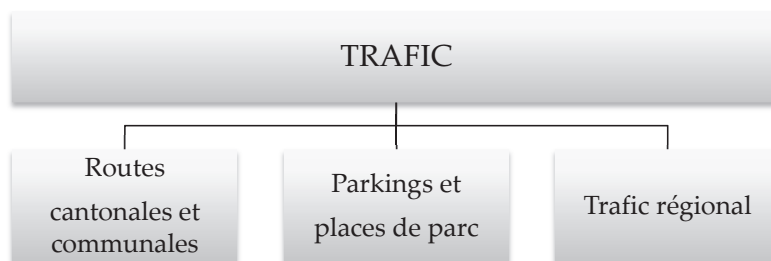 TRAFIC
Routes
cantonales et
communales
Parkings et
places de parc
Trafic régional